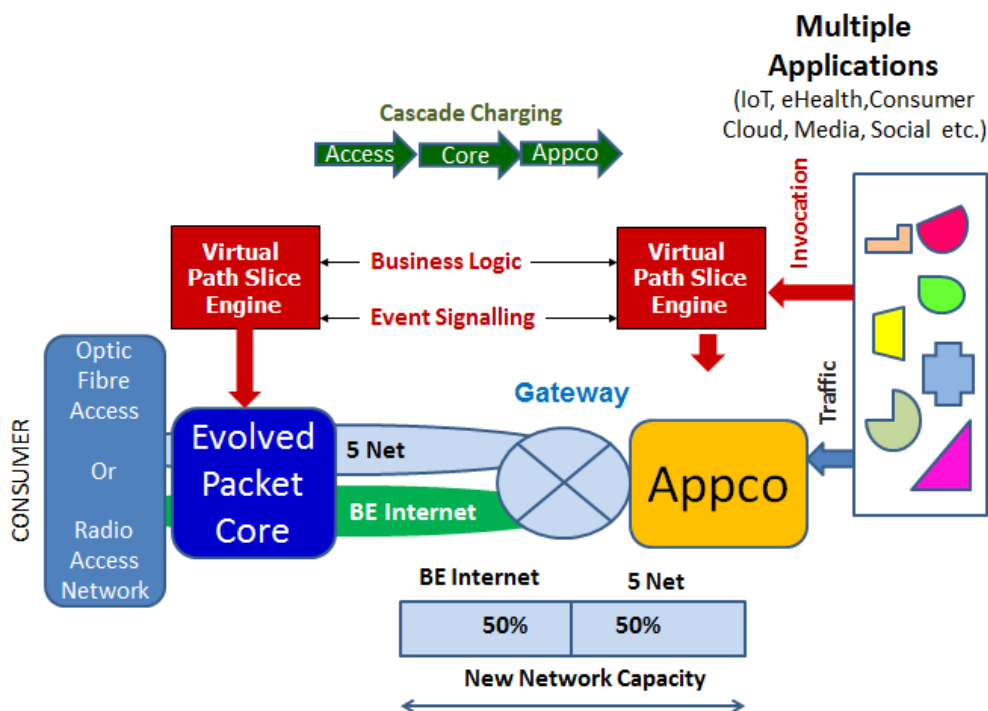 Multiple
Applications
(IoT, eHealth,Consumer
Cloud, Media, Social etc.)
Cascade Charging
Access
Core
Appco
Invocation
Virtual
Path Slice
Engine
Business Logic
Event Signalling
Virtual
Path Slice
Engine
CONSUMER
Optic
Fibre
Access
Or
Radio
Access
Network
Evolved
Packet
Core
5 Net
BE Internet
Gateway
Appco
Traffic
BE Internet
5 Net
50%
50%
New Network Capacity